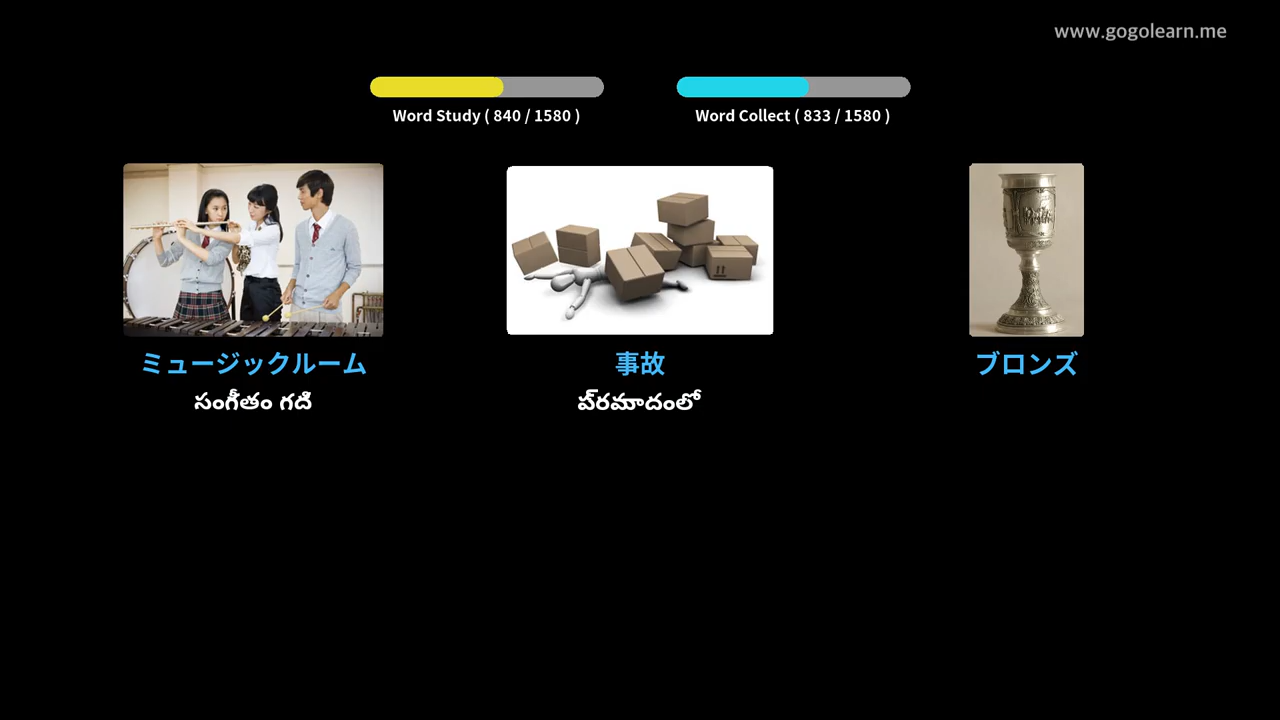 www.gogolearn.me
Word Study ( 840 / 1580 )
Word Collect ( 833 / 1580 )
ミュージックルーム
సంగీతం గది
事故
ప్రమాదంలో
ブロンズ